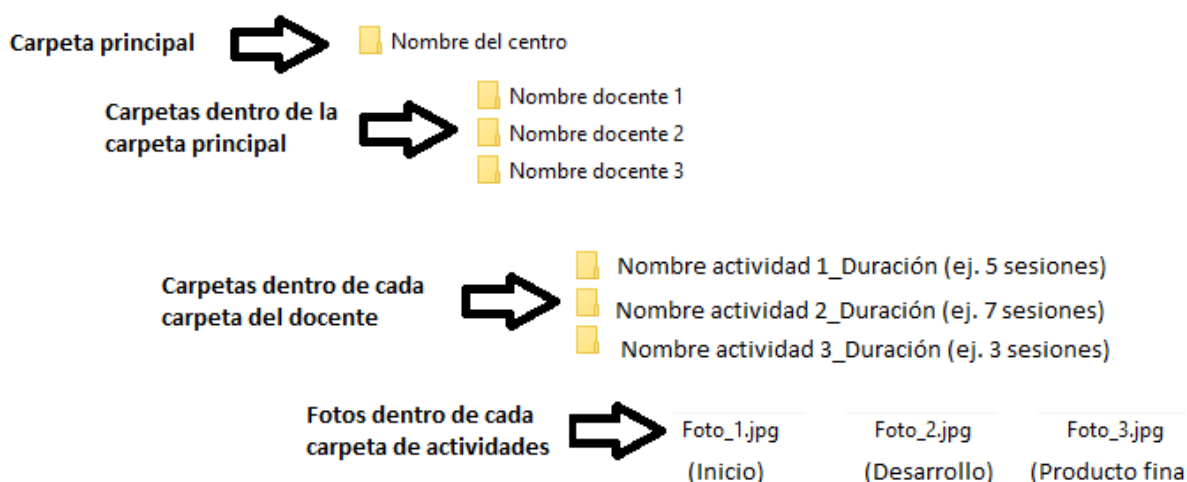 Carpeta principal
Nombre del centro
Carpetas dentro de la
carpeta principal
Nombre docente 1
Nombre docente 2
Nombre docente 3
Carpetas dentro de cada
carpeta del docente
Nombre actividad 1_Duración (ej. 5 sesiones)
Nombre actividad 2_Duración (ej. 7 sesiones)
Nombre actividad 3_Duración (ej. 3 sesiones)
Fotos dentro de cada
carpeta de actividades
Foto_1.jpg Foto_2.jpg Foto_3.jpg
(Inicio) (Desarrollo) (Producto fina